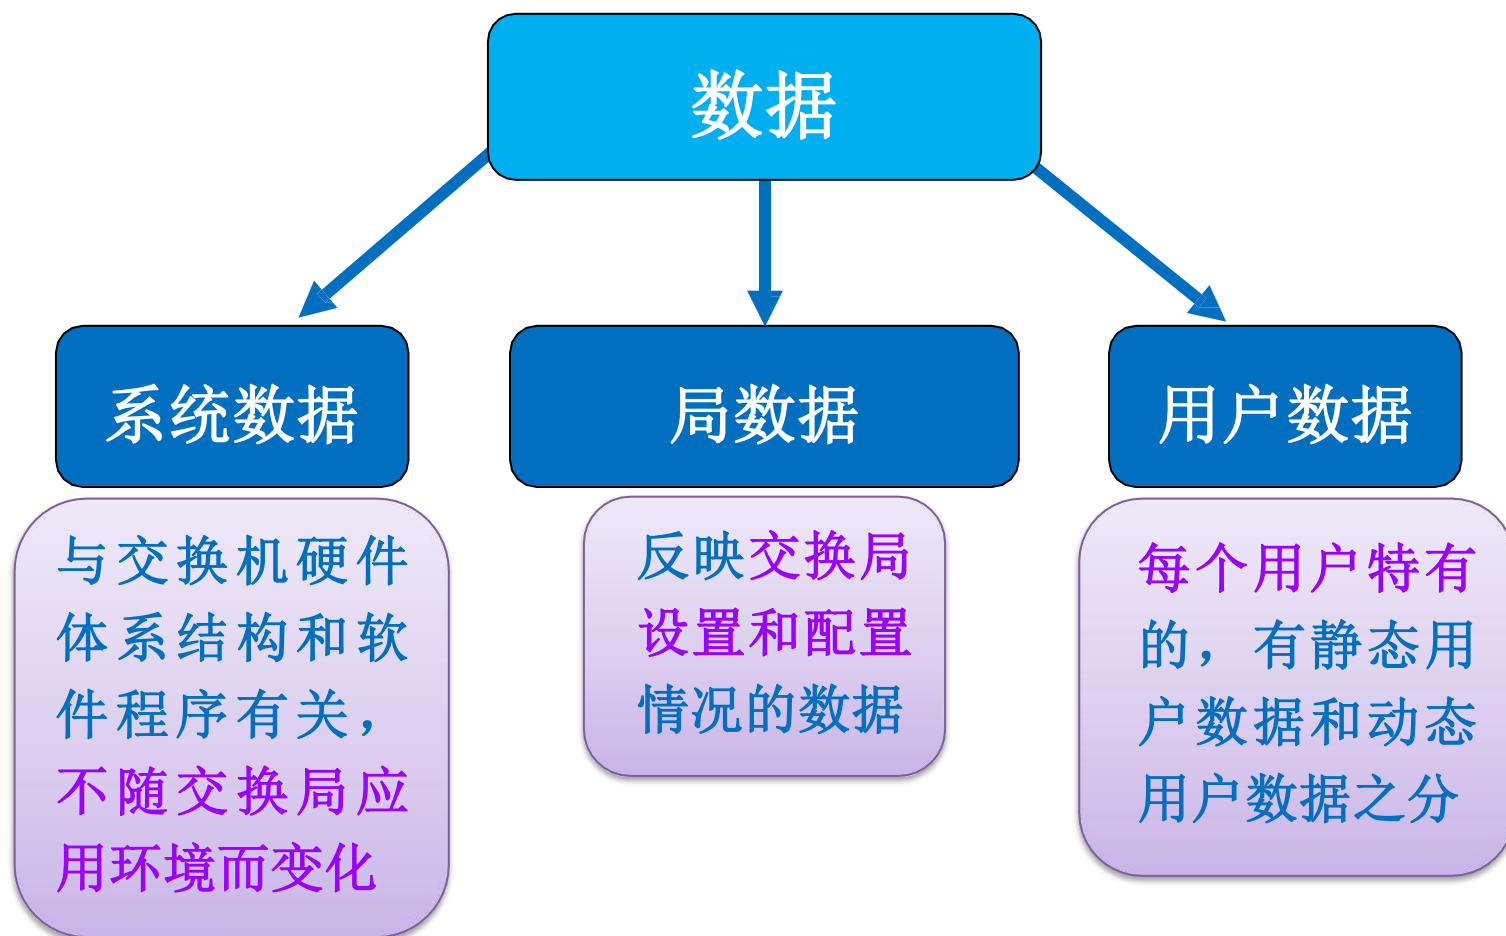 数据
系统数据
局数据
用户数据
与交换机硬件
体系结构和软
件程序有关，
不随交换局应
用环境而变化
反映交换局
设置和配置
情况的数据
每个用户特有
的，有静态用
户数据和动态
用户数据之分